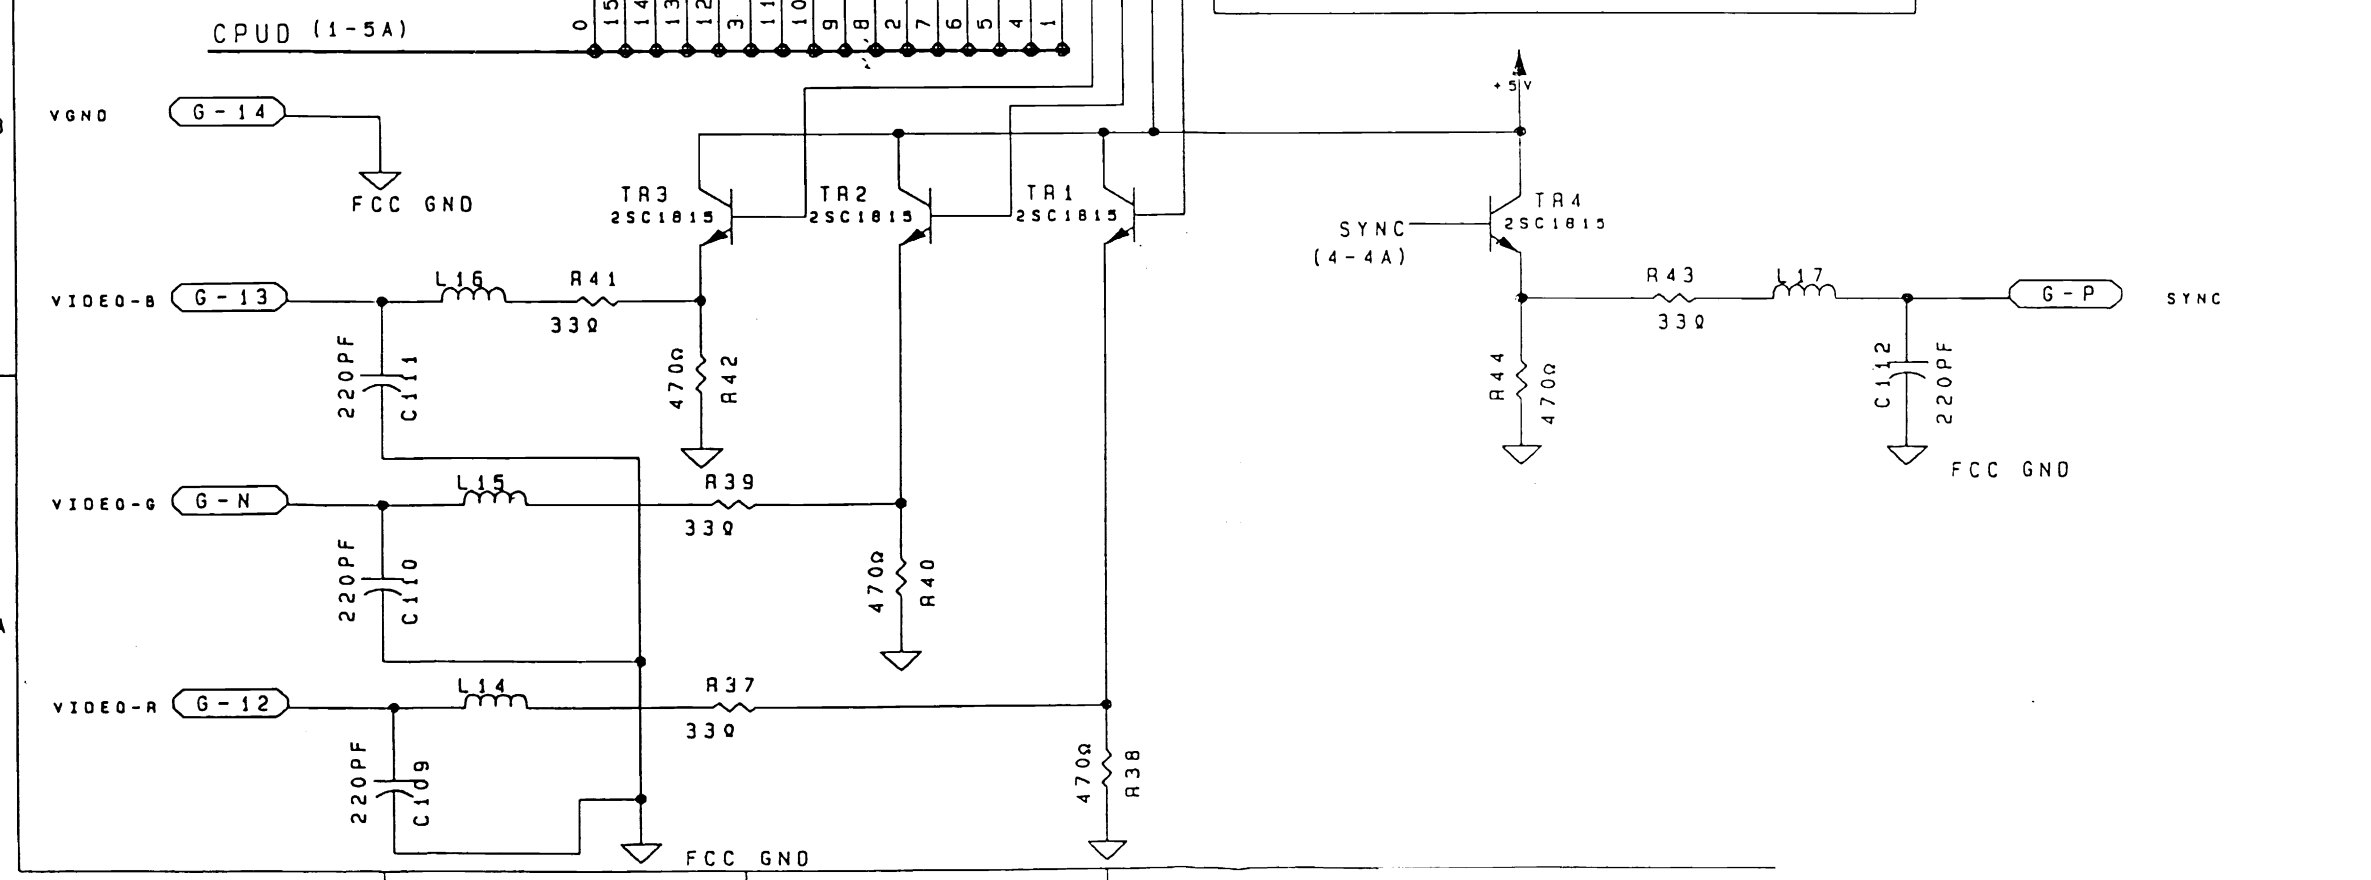 0 15 14 13 12 3 11 10 9 8 2 7 6 5 4 1
CPUD (1-5A)
+5V
B
VGND G-14
FCC GND
TR3
2SC1815
TR2
2SC1815
TR1
2SC1815
TR4
2SC1815
SYNC
(4-4A)
VIDEO-B G-13
L16
R41
33Ω
R43
33Ω
L17
G-P SYNC
220PF
C111
470Ω
R42
R44
470Ω
C112
220PF
FCC GND
VIDEO-G G-N
L15
R39
33Ω
220PF
C110
470Ω
R40
A
VIDEO-R G-12
L14
R37
33Ω
220PF
C109
470Ω
R38
FCC GND